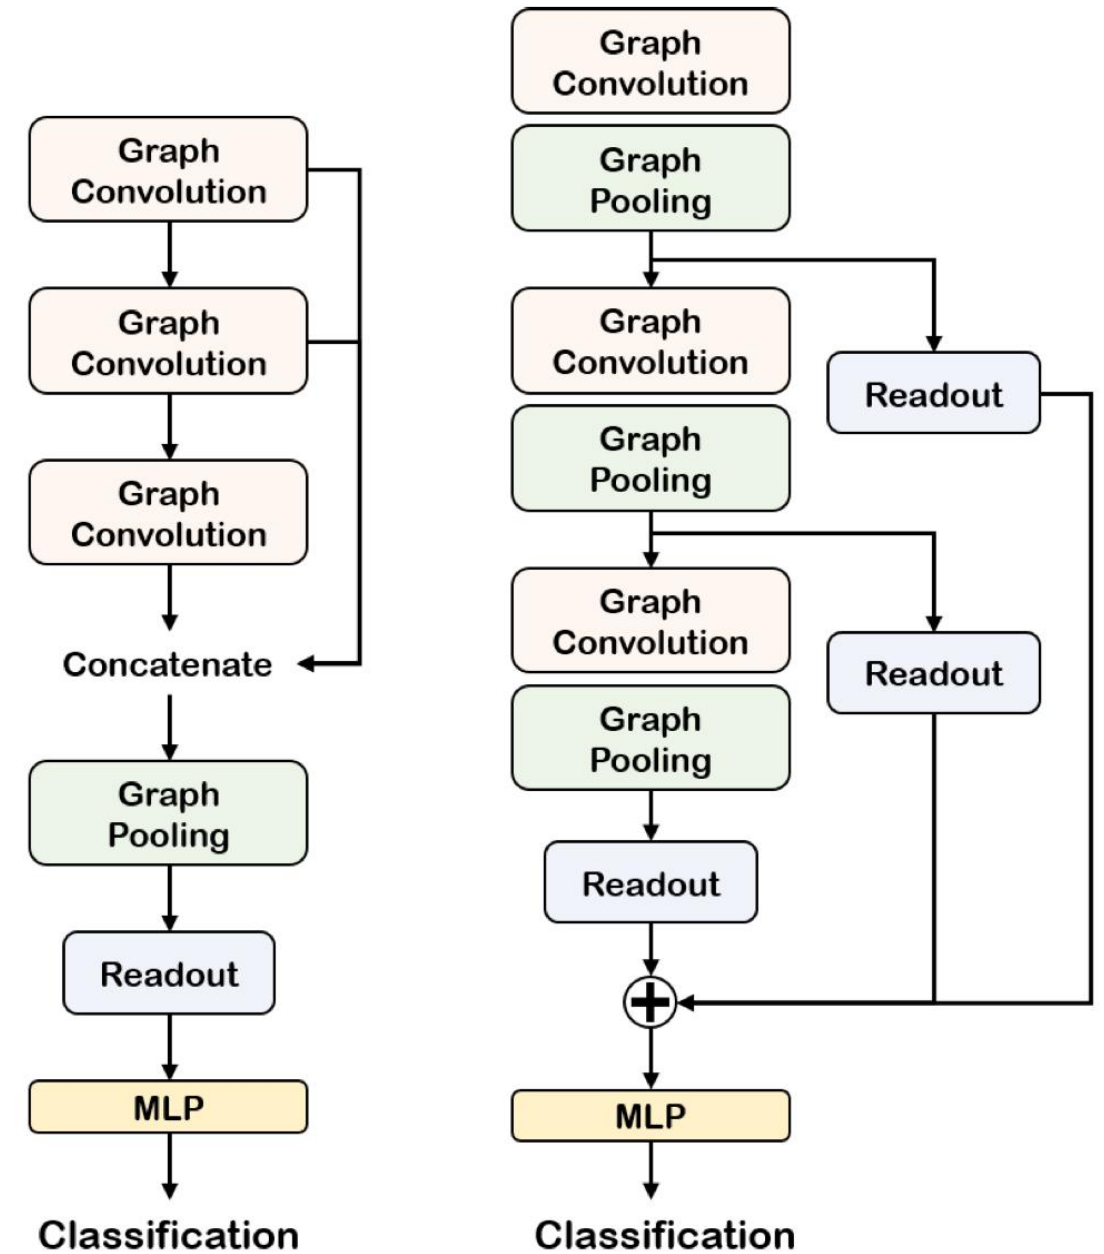 Graph
Convolution
Graph
Convolution
Graph
Convolution
Concatenate
Graph
Pooling
Readout
MLP
Classification
Graph
Convolution
Graph
Pooling
Graph
Convolution
Readout
Graph
Pooling
Graph
Convolution
Readout
Graph
Pooling
Readout
MLP
Classification